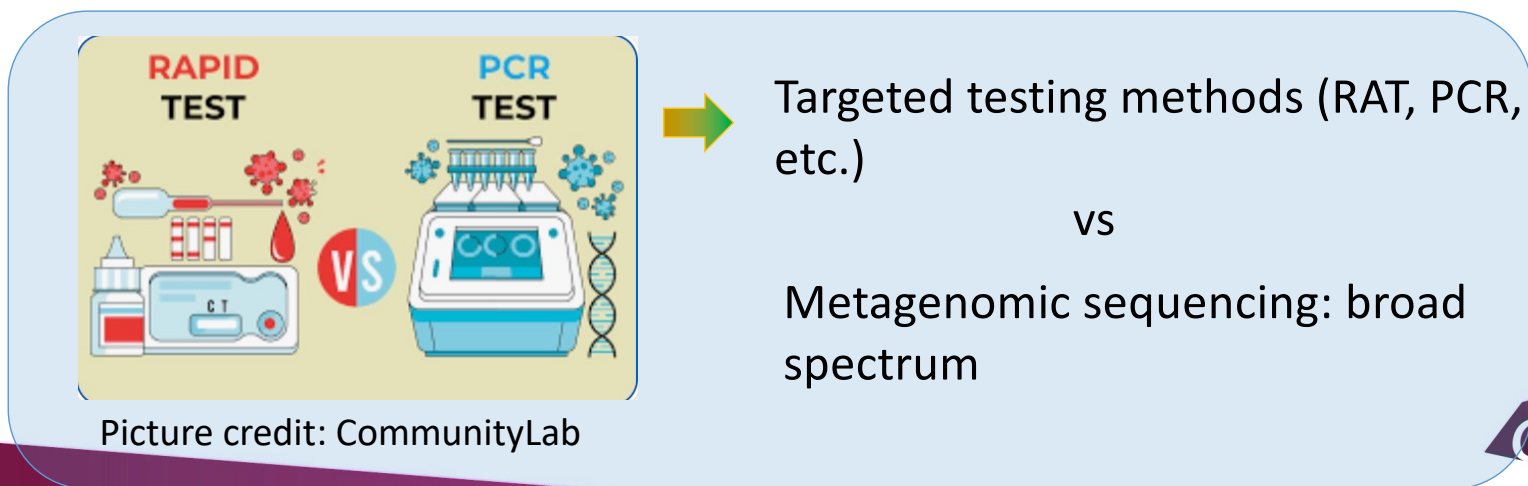 RAPID
TEST
PCR
TEST
VS
C T
Picture credit: CommunityLab
Targeted testing methods (RAT, PCR,
etc.)
vs
Metagenomic sequencing: broad
spectrum